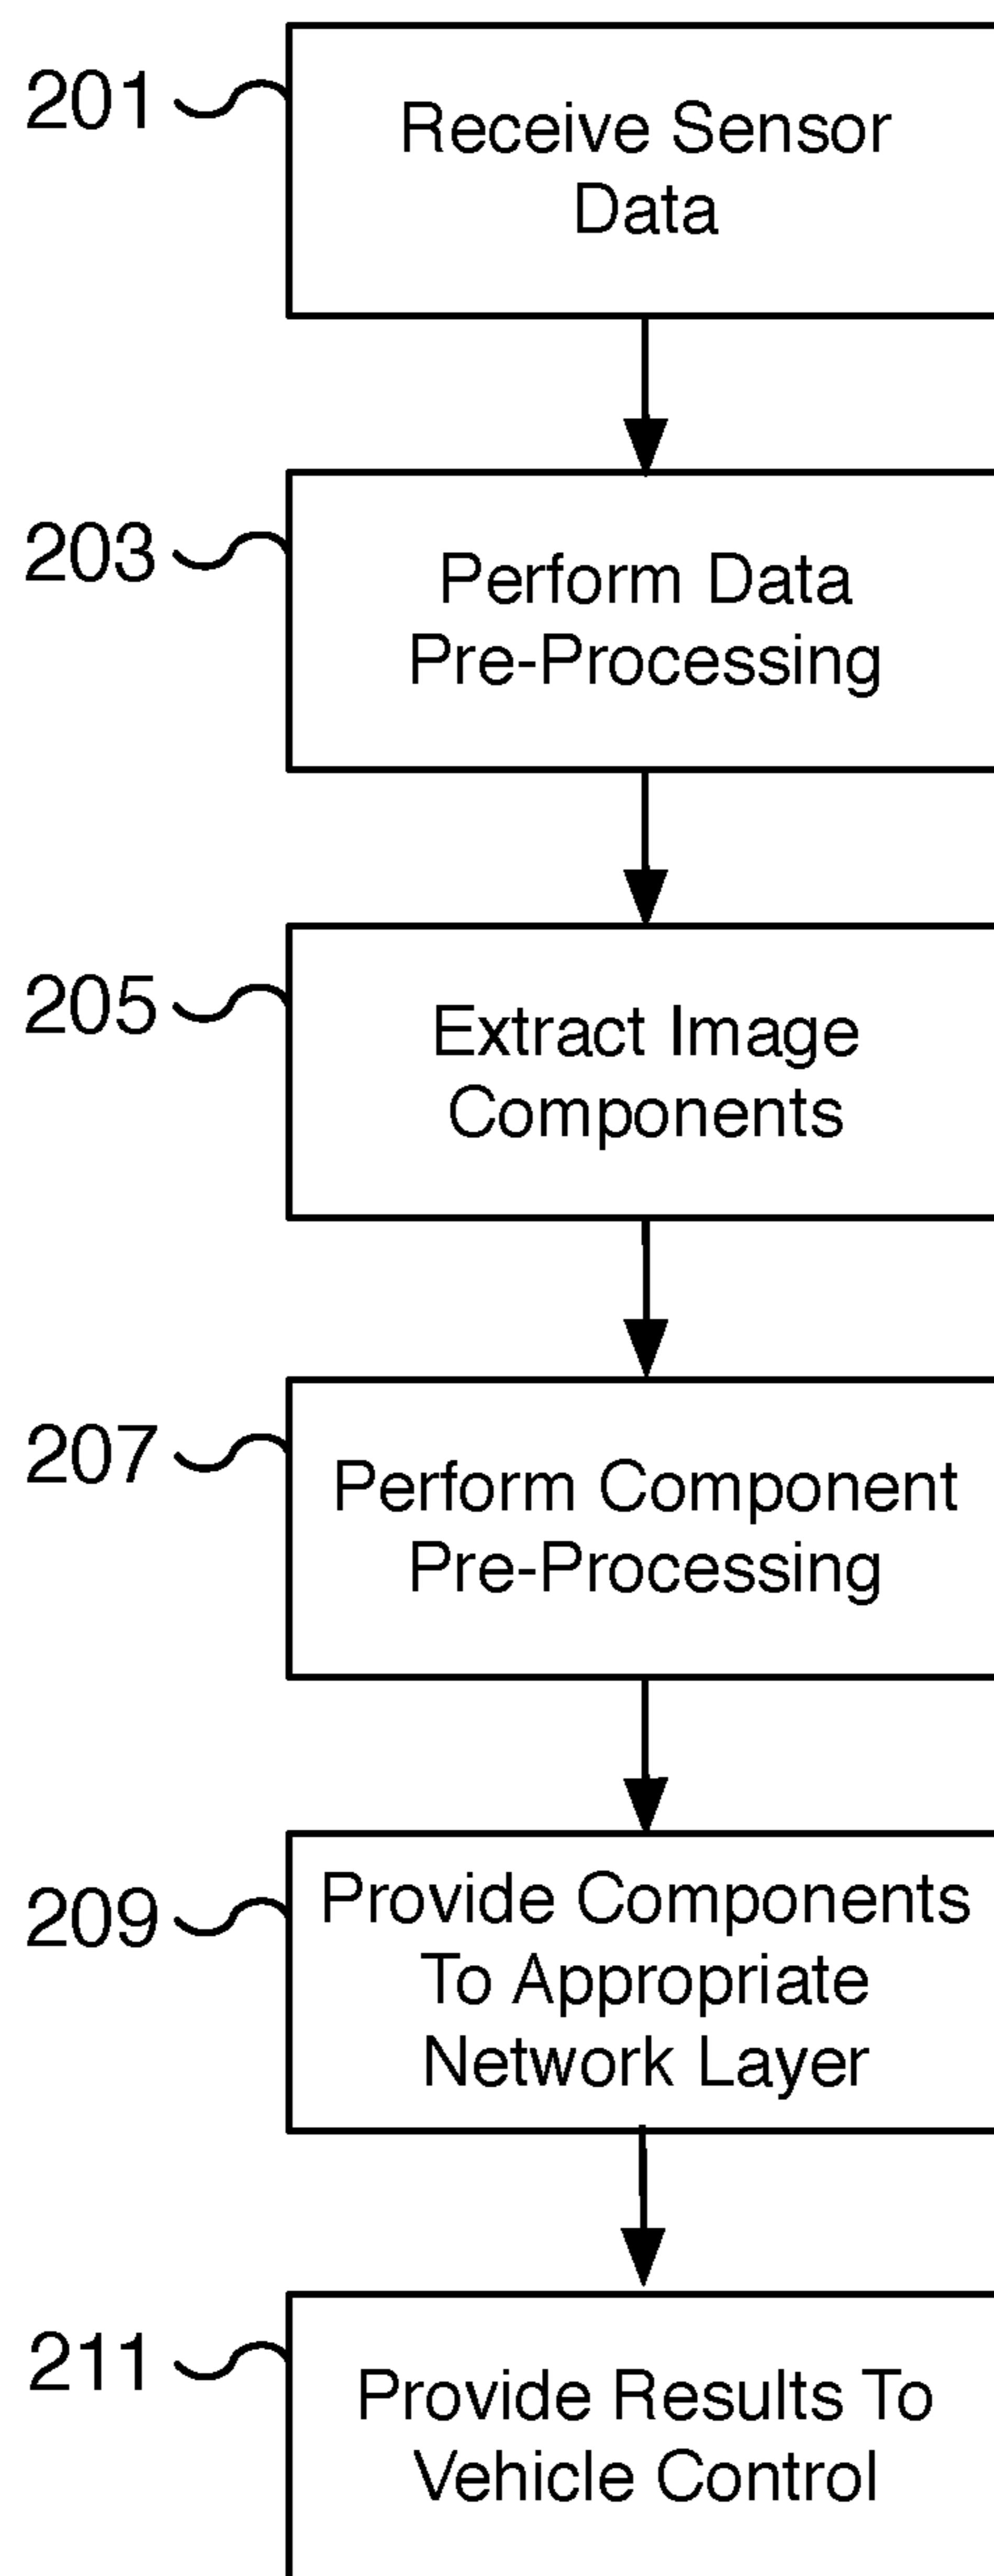 201
Receive Sensor
Data
203
Perform Data
Pre-Processing
205
Extract Image
Components
207
Perform Component
Pre-Processing
209
Provide Components
To Appropriate
Network Layer
211
Provide Results To
Vehicle Control